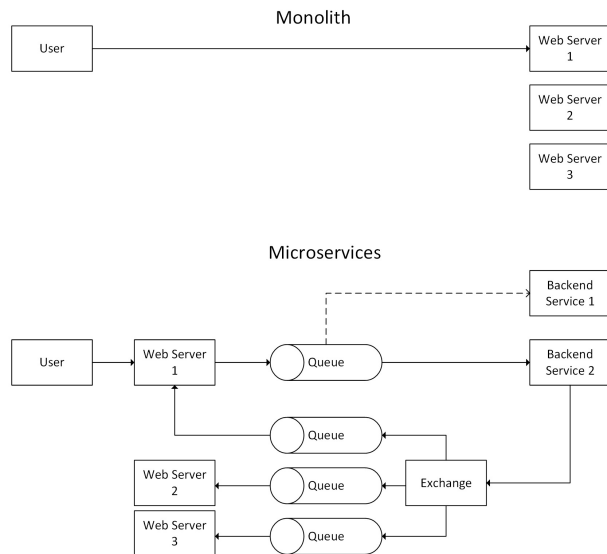 Monolith
User
Web Server
1
Web Server
2
Web Server
3
Microservices
Backend
Service 1
User
Web Server
1
Queue
Backend
Service 2
Queue
Web Server
2
Queue
Exchange
Web Server
3
Queue